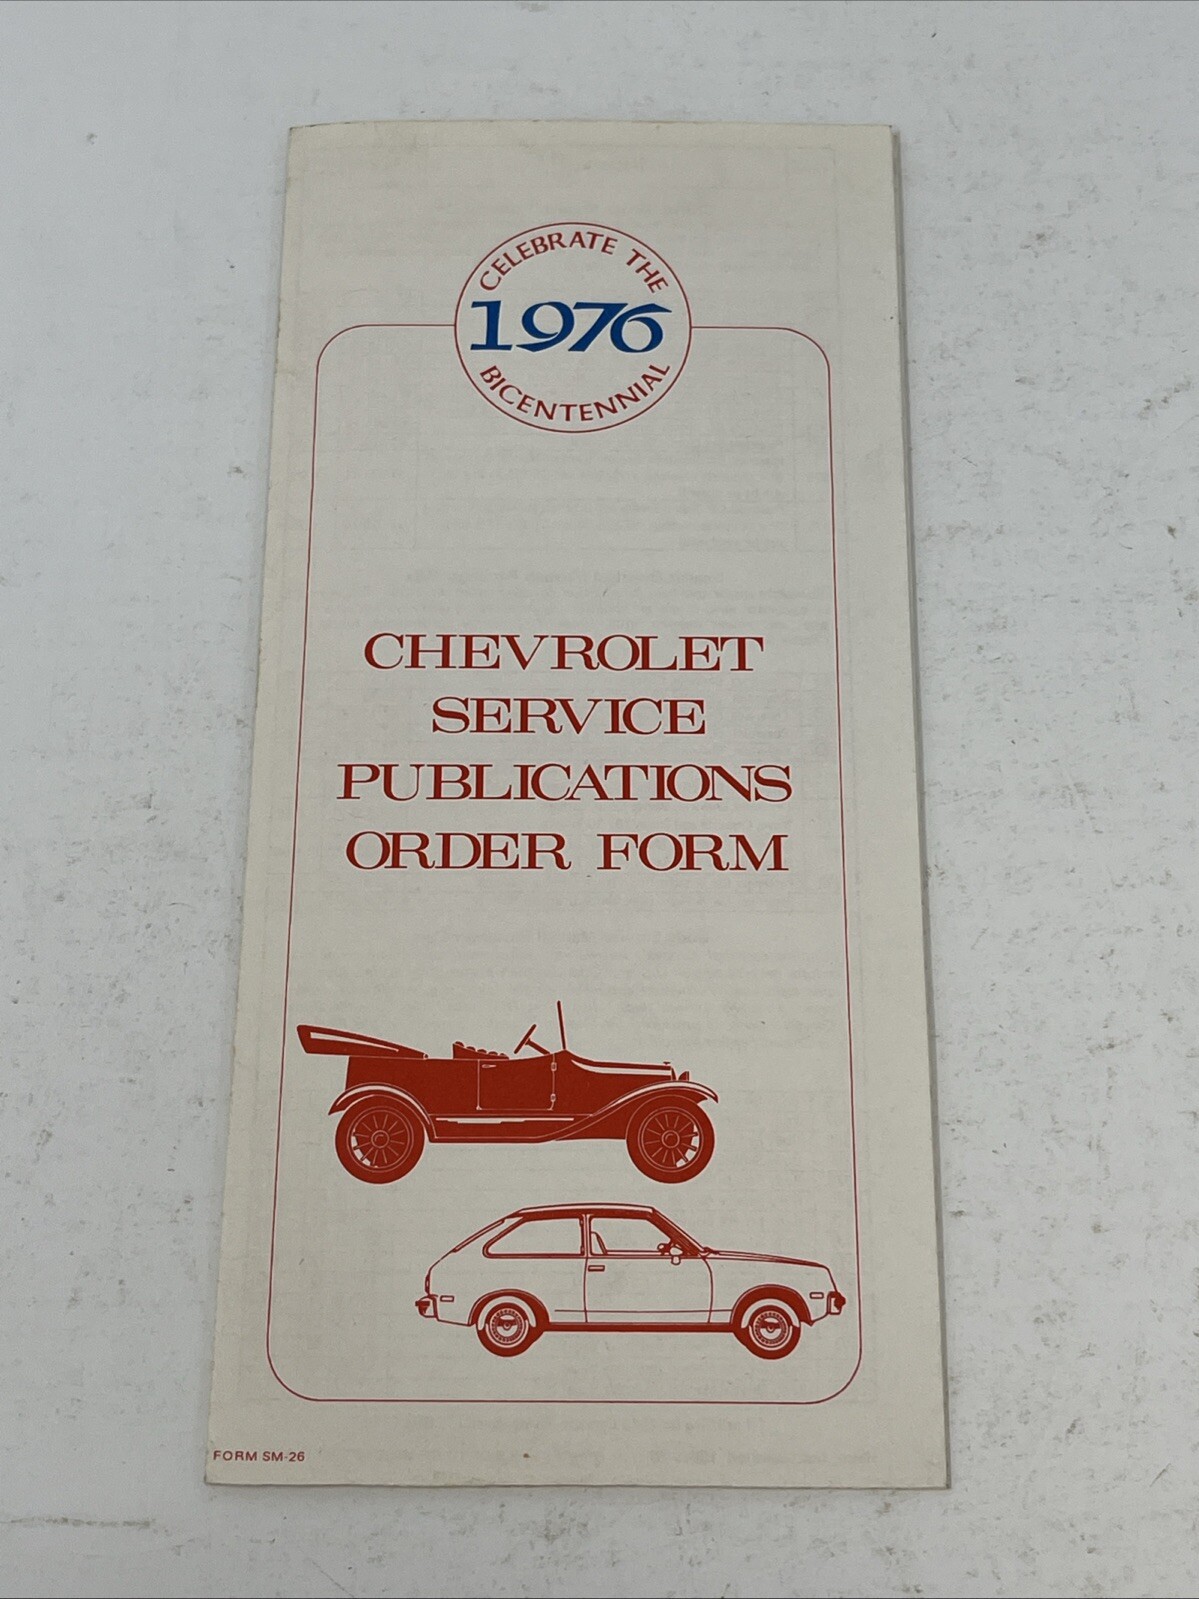 CELEBRATE THE
1976
BICENTENNIAL
CHEVROLET
SERVICE
PUBLICATIONS
ORDER FORM
FORM SM-26